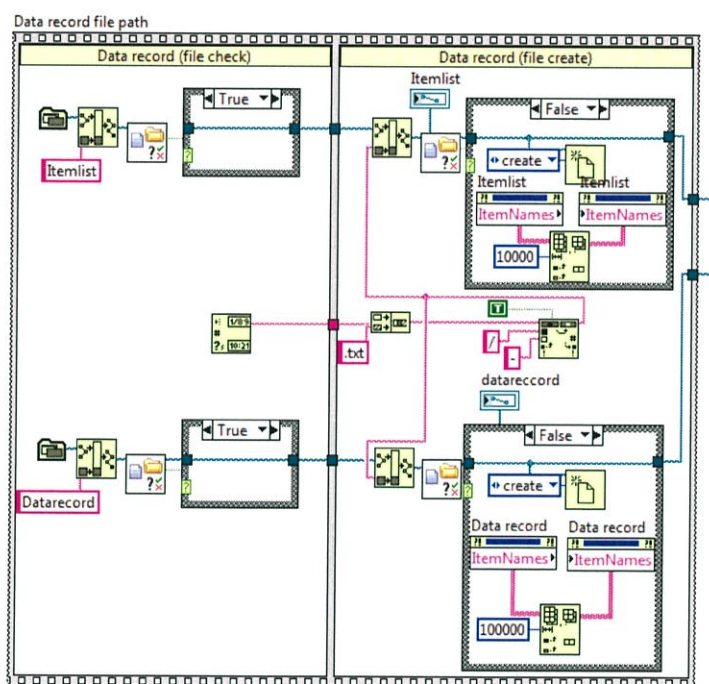 Data record file path
Data record (file check)
True
Itemlist
1/8 9
10:21
True
Datarecord
Data record (file create)
Itemlist
False
create
Itemlist
Itemlist
ItemNames
ItemNames
10000
T
/
-
.txt
datareccord
False
create
Data record
Data record
ItemNames
ItemNames
100000